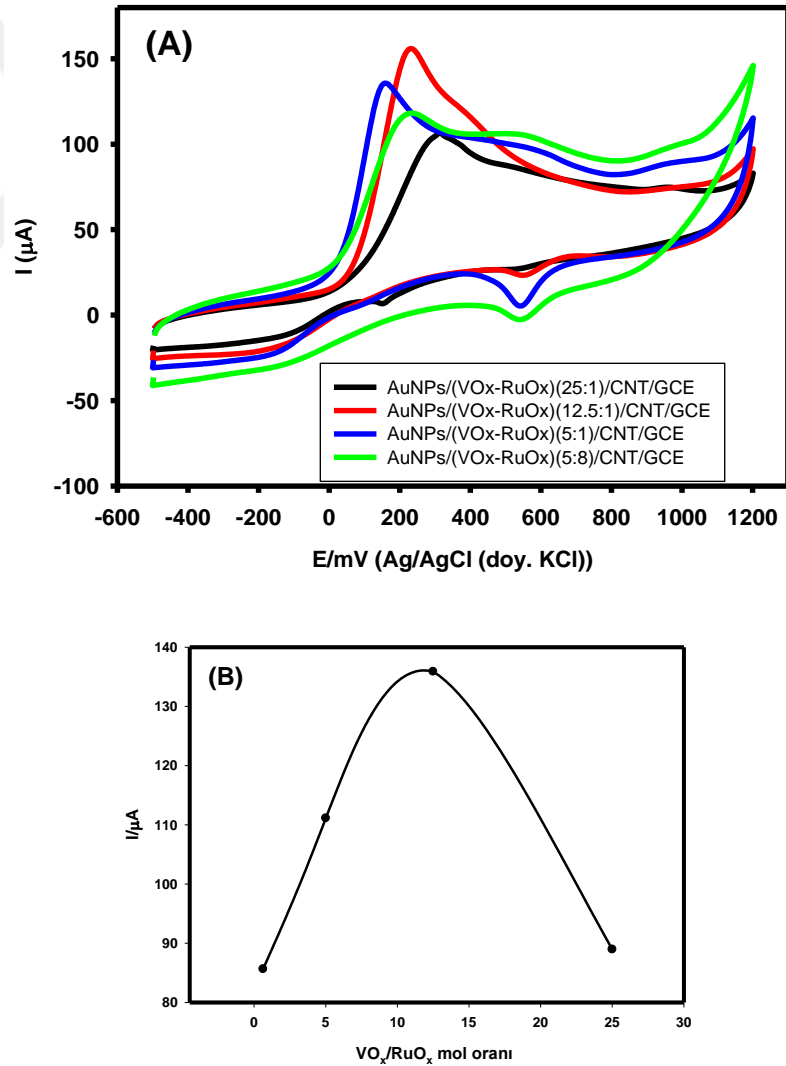 (A)
150
100
50
0
-50
-100
I (µA)
-600 -400 -200 0 200 400 600 800 1000 1200
E/mV (Ag/AgCl (doy. KCl))
AuNPs/(VOx-RuOx)(25:1)/CNT/GCE
AuNPs/(VOx-RuOx)(12.5:1)/CNT/GCE
AuNPs/(VOx-RuOx)(5:1)/CNT/GCE
AuNPs/(VOx-RuOx)(5:8)/CNT/GCE
(B)
140
130
120
110
100
90
80
I/µA
0 5 10 15 20 25 30
VOx/RuOx mol oranı